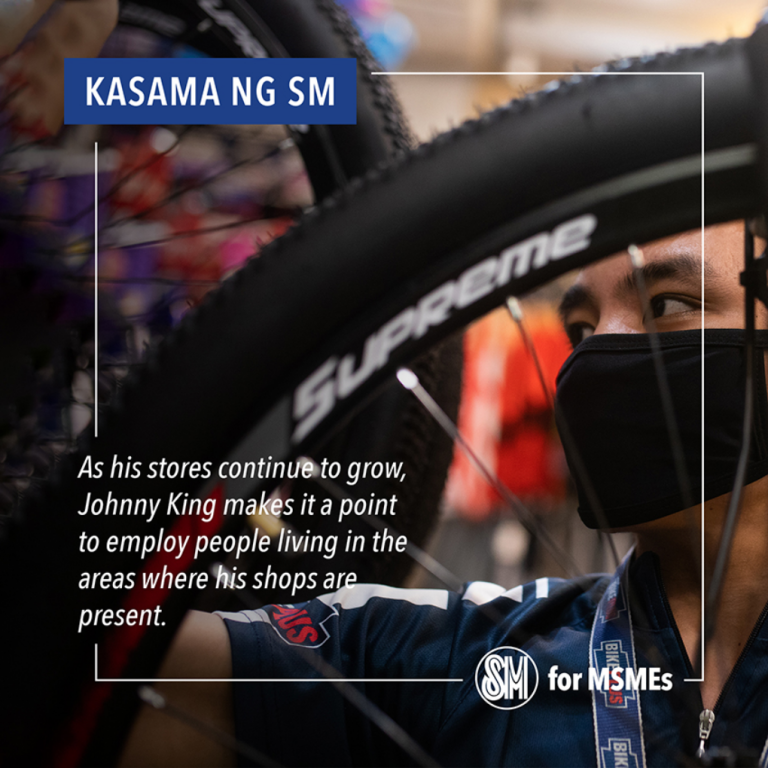 KASAMA NG SM
SUPREME
As his stores continue to grow,
Johnny King makes it a point
to employ people living in the
areas where his shops are
present.
SM for MSMEs